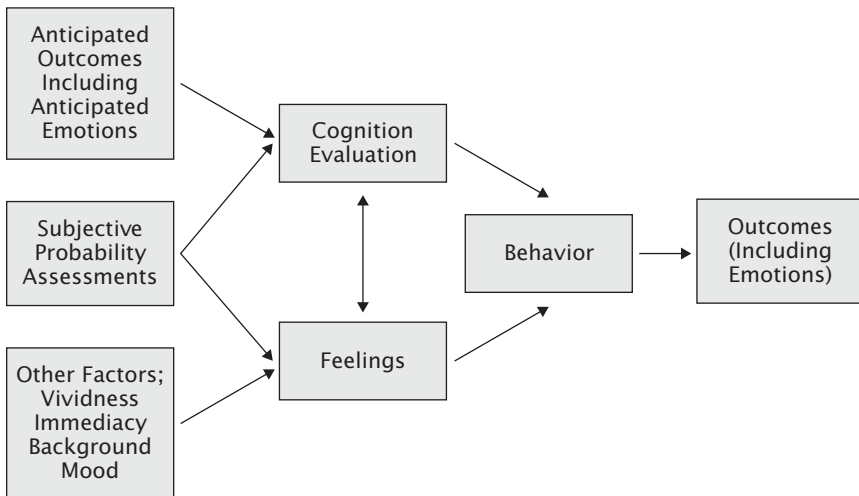 Anticipated
Outcomes
Including
Anticipated
Emotions
Cognition
Evaluation
Subjective
Probability
Assessments
Behavior
Outcomes
(Including
Emotions)
Feelings
Other Factors;
Vividness
Immediacy
Background
Mood